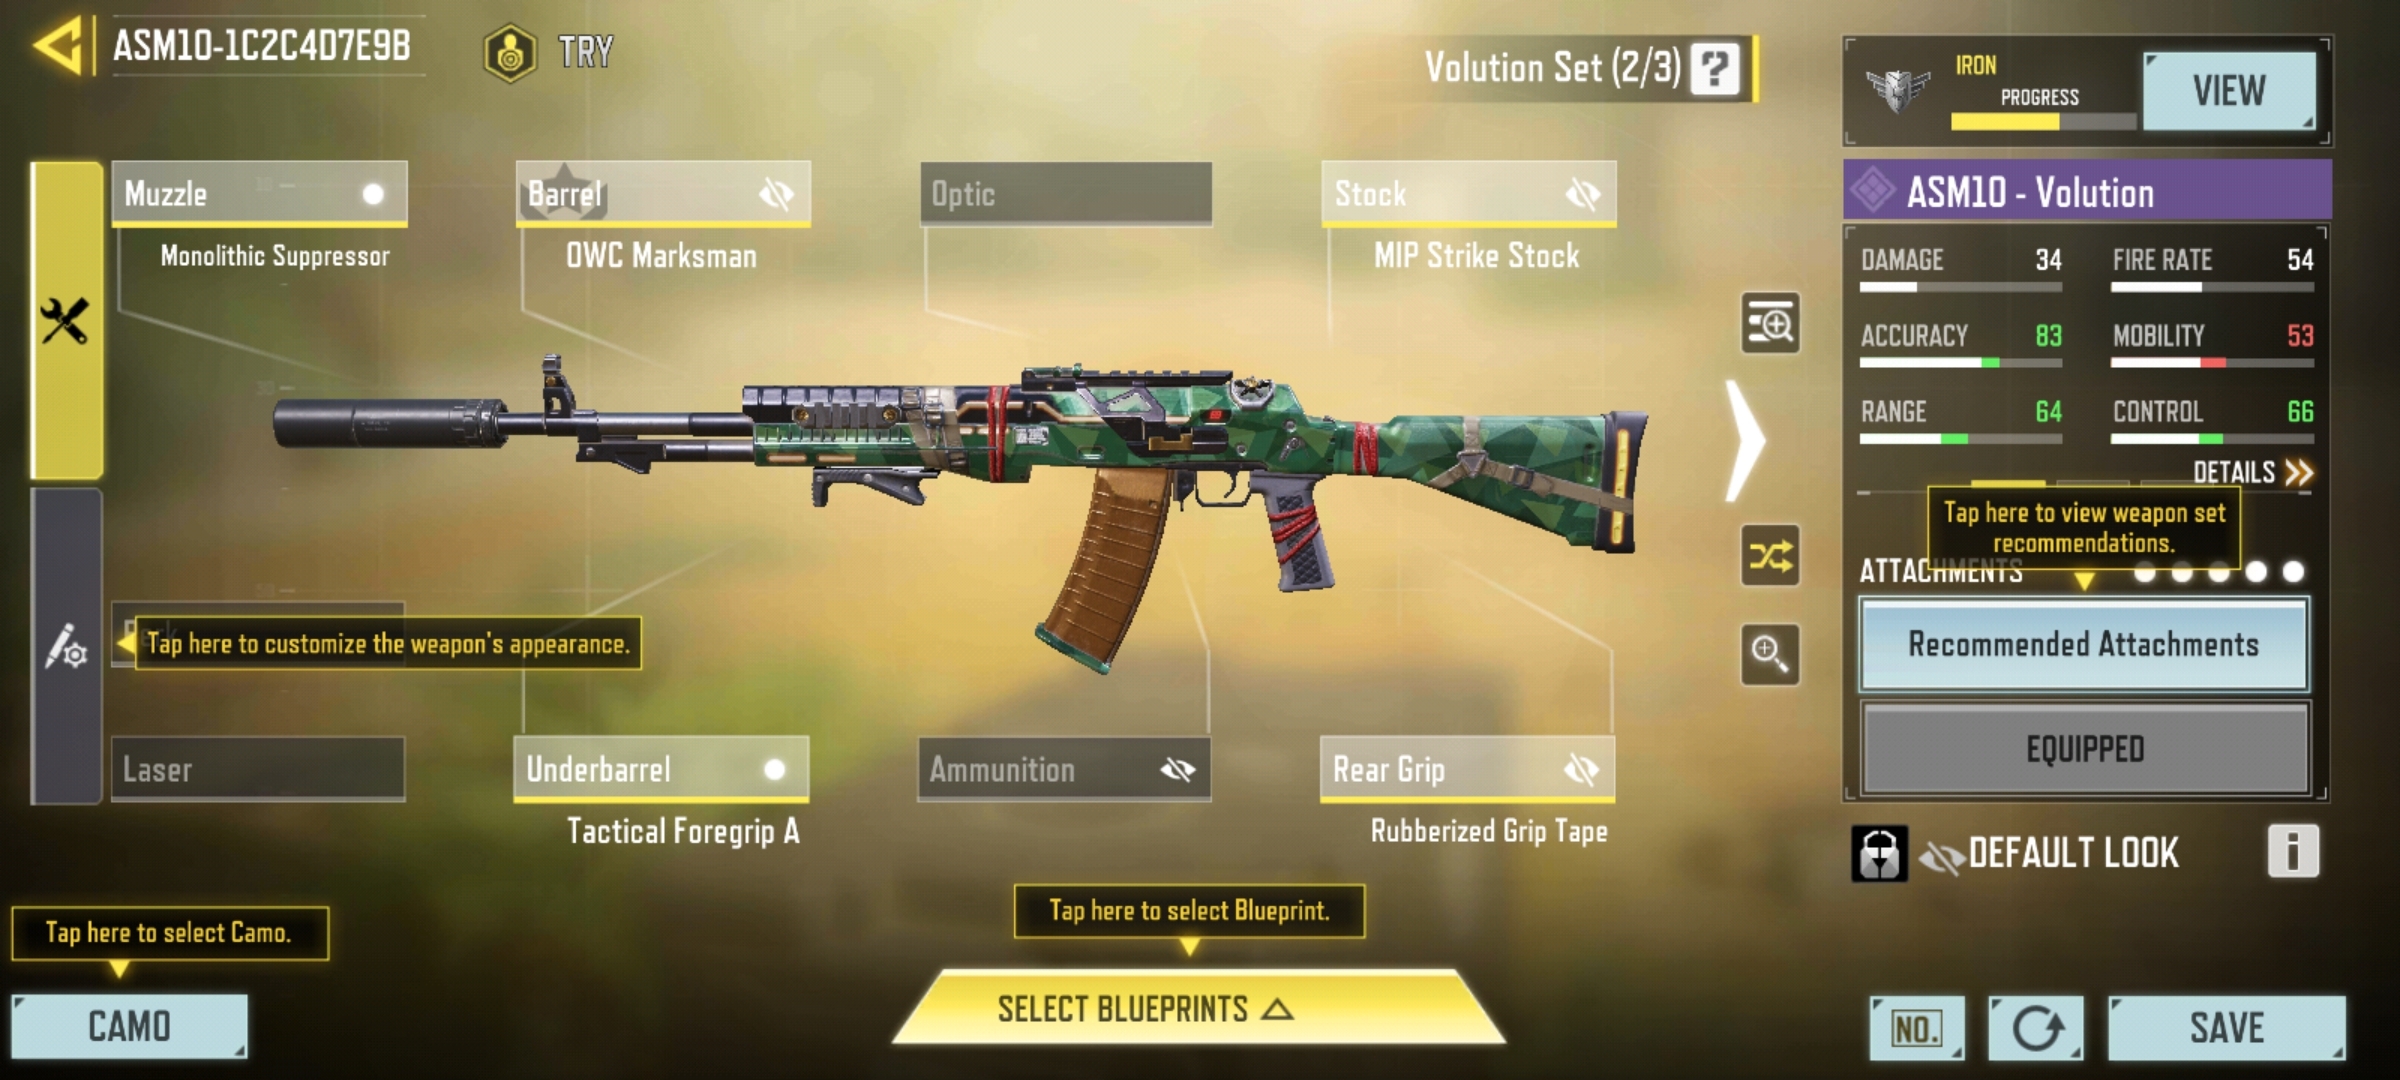 ASM10-1C2C4D7E9B
TRY
Volution Set (2/3) ?
IRON
PROGRESS
VIEW
Muzzle
Monolithic Suppressor
Barrel
OWC Marksman
Optic
Stock
MIP Strike Stock
ASM10 - Volution
DAMAGE 34
FIRE RATE 54
ACCURACY 83
MOBILITY 53
RANGE 64
CONTROL 66
DETAILS
Tap here to view weapon set
recommendations.
ATTACHMENTS
Recommended Attachments
EQUIPPED
Tap here to customize the weapon's appearance.
Laser
Underbarrel
Tactical Foregrip A
Ammunition
Rear Grip
Rubberized Grip Tape
DEFAULT LOOK
i
Tap here to select Camo.
CAMO
Tap here to select Blueprint.
SELECT BLUEPRINTS
NO.
SAVE